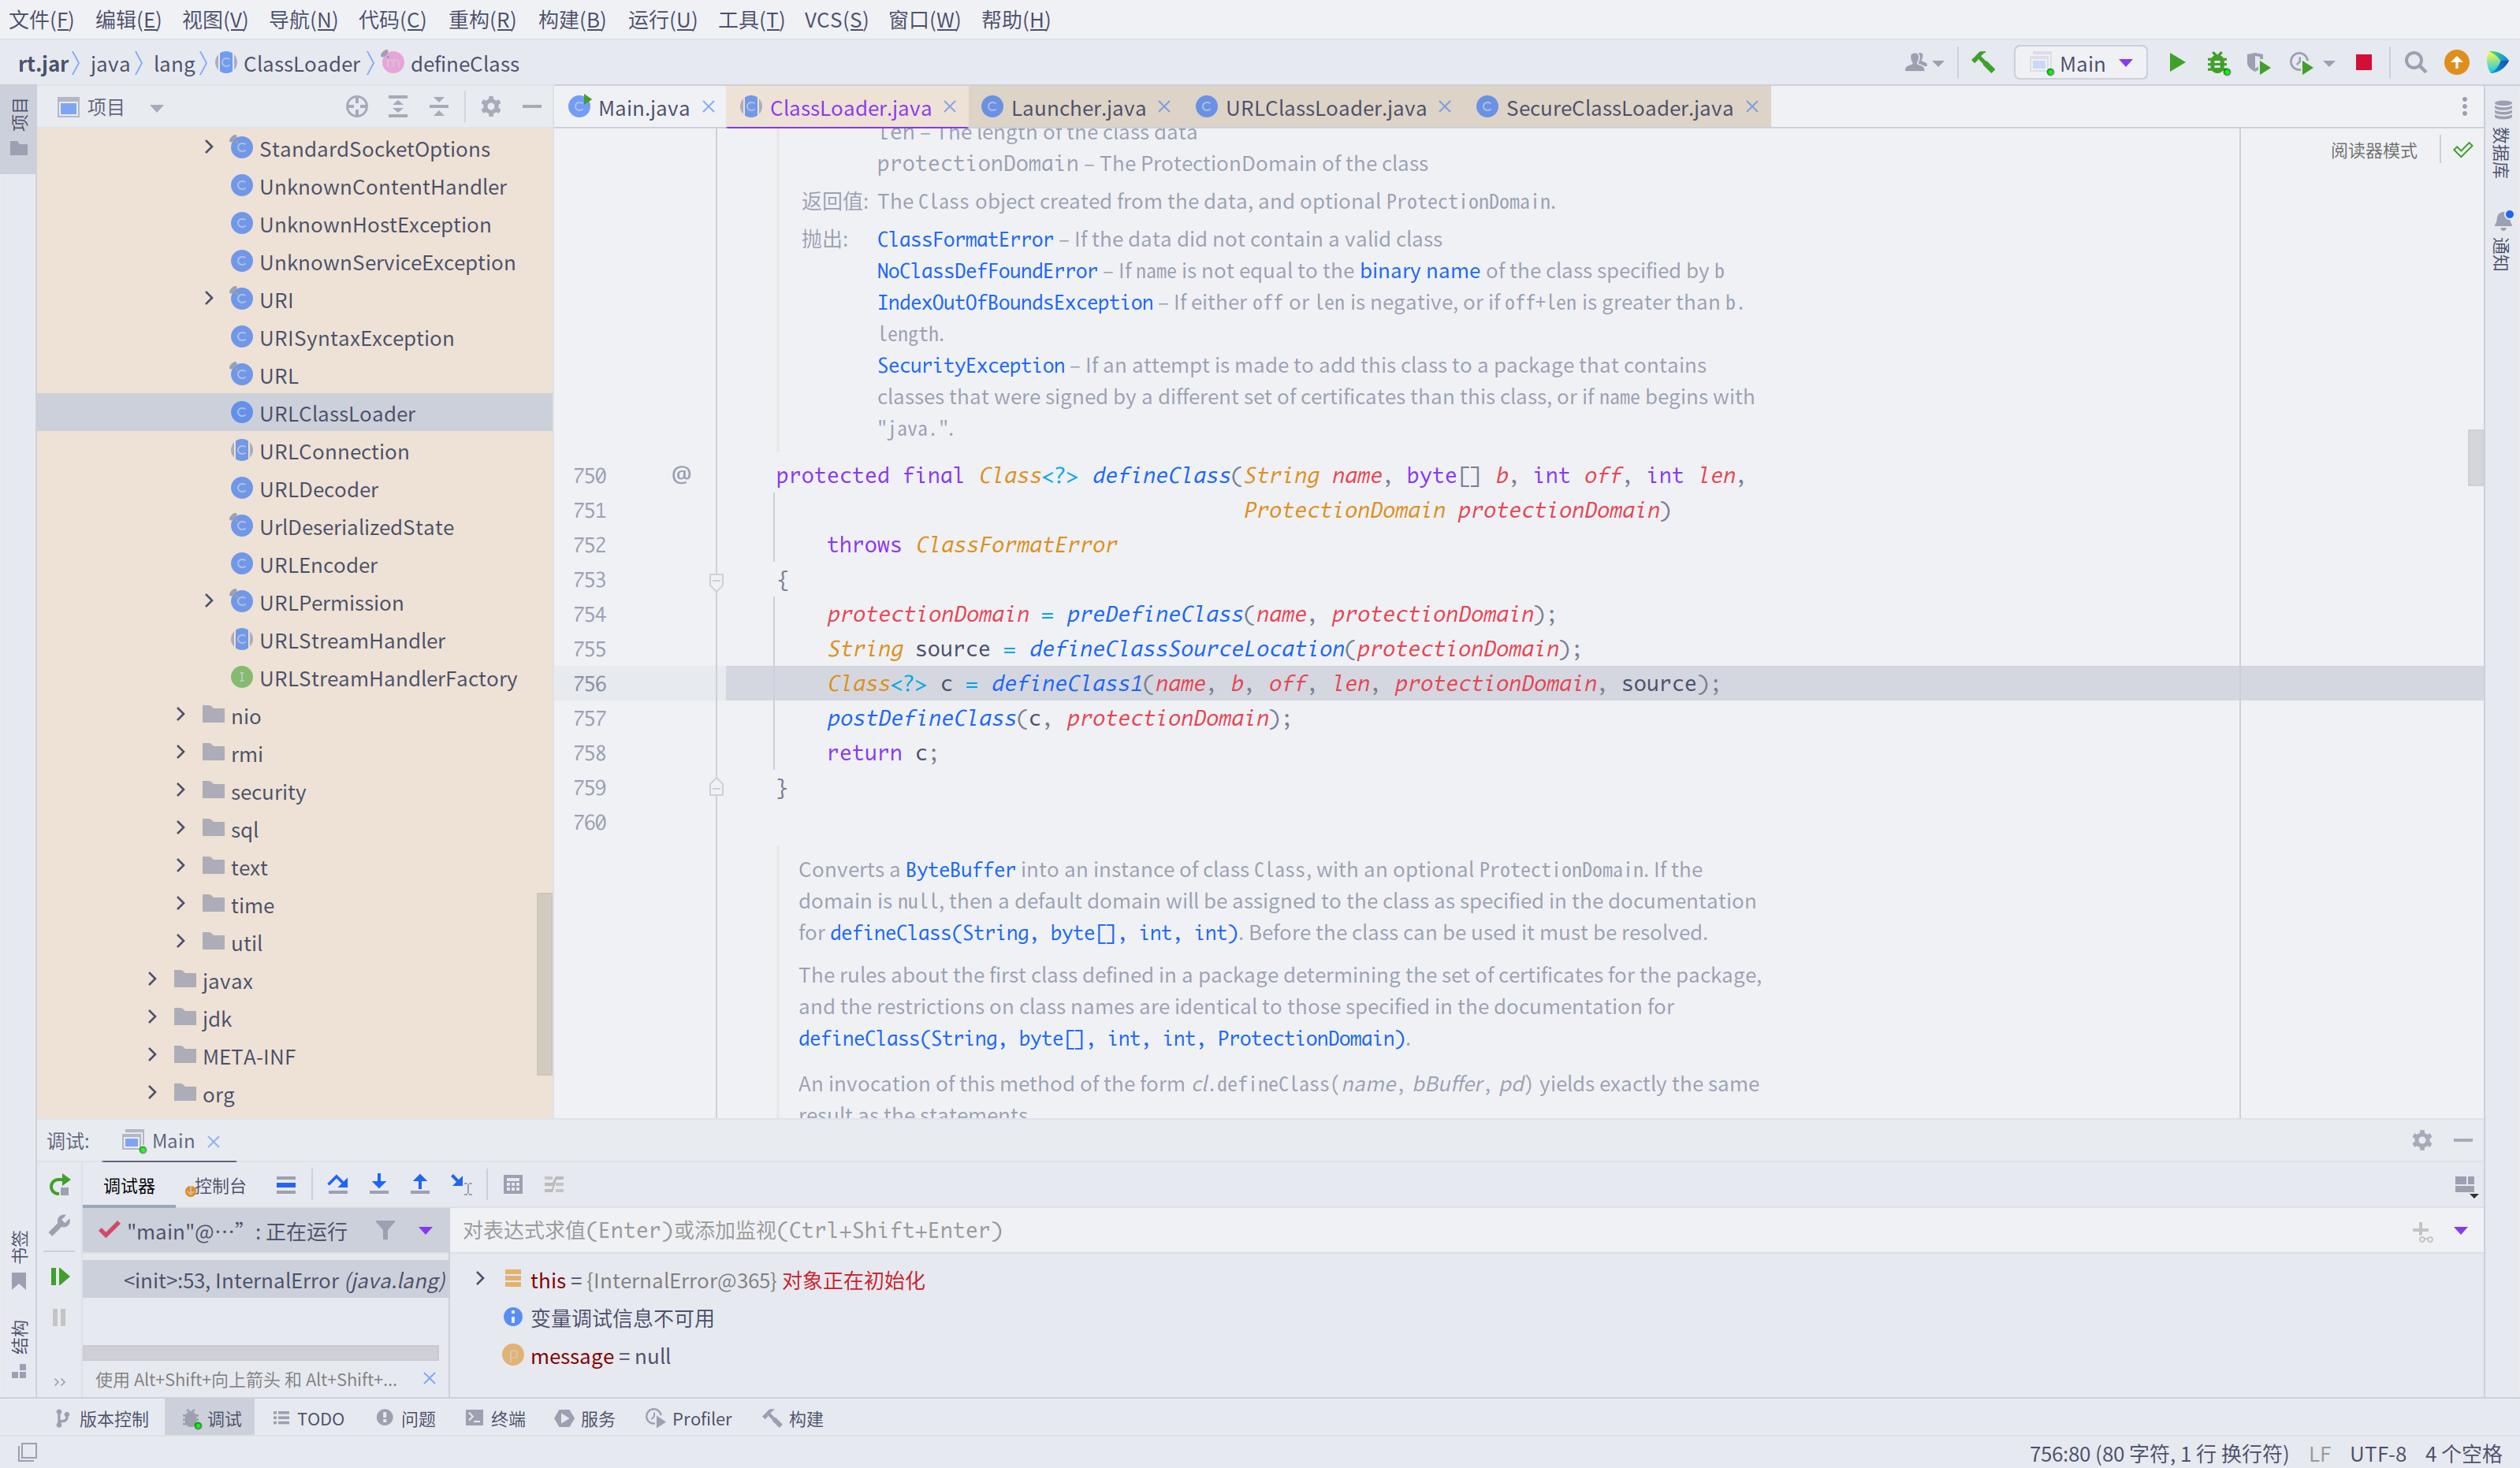 文件(F) 编辑(E) 视图(V) 导航(N) 代码(C) 重构(R) 构建(B) 运行(U) 工具(T) VCS(S) 窗口(W) 帮助(H)
rt.jar java lang ClassLoader defineClass
Main
项目
项目
Main.java ClassLoader.java Launcher.java URLClassLoader.java SecureClassLoader.java
StandardSocketOptions
UnknownContentHandler
UnknownHostException
UnknownServiceException
URI
URISyntaxException
URL
URLClassLoader
URLConnection
URLDecoder
UrlDeserializedState
URLEncoder
URLPermission
URLStreamHandler
URLStreamHandlerFactory
nio
rmi
security
sql
text
time
util
javax
jdk
META-INF
org
len – The length of the class data
protectionDomain – The ProtectionDomain of the class
返回值: The Class object created from the data, and optional ProtectionDomain.
抛出: ClassFormatError – If the data did not contain a valid class
NoClassDefFoundError – If name is not equal to the binary name of the class specified by b
IndexOutOfBoundsException – If either off or len is negative, or if off+len is greater than b.
length.
SecurityException – If an attempt is made to add this class to a package that contains
classes that were signed by a different set of certificates than this class, or if name begins with
"java.".
750 @ protected final Class<?> defineClass(String name, byte[] b, int off, int len,
751 ProtectionDomain protectionDomain)
752 throws ClassFormatError
753 {
754 protectionDomain = preDefineClass(name, protectionDomain);
755 String source = defineClassSourceLocation(protectionDomain);
756 Class<?> c = defineClass1(name, b, off, len, protectionDomain, source);
757 postDefineClass(c, protectionDomain);
758 return c;
759 }
760
Converts a ByteBuffer into an instance of class Class, with an optional ProtectionDomain. If the
domain is null, then a default domain will be assigned to the class as specified in the documentation
for defineClass(String, byte[], int, int). Before the class can be used it must be resolved.
The rules about the first class defined in a package determining the set of certificates for the package,
and the restrictions on class names are identical to those specified in the documentation for
defineClass(String, byte[], int, int, ProtectionDomain).
An invocation of this method of the form cl.defineClass(name, bBuffer, pd) yields exactly the same
result as the statements
阅读器模式
数据库
通知
调试: Main
调试器 控制台
"main"@⋯” : 正在运行
对表达式求值(Enter)或添加监视(Ctrl+Shift+Enter)
<init>:53, InternalError (java.lang)
this = {InternalError@365} 对象正在初始化
变量调试信息不可用
message = null
使用 Alt+Shift+向上箭头 和 Alt+Shift+...
书签
结构
版本控制 调试 TODO 问题 终端 服务 Profiler 构建
756:80 (80 字符, 1 行 换行符) LF UTF-8 4 个空格